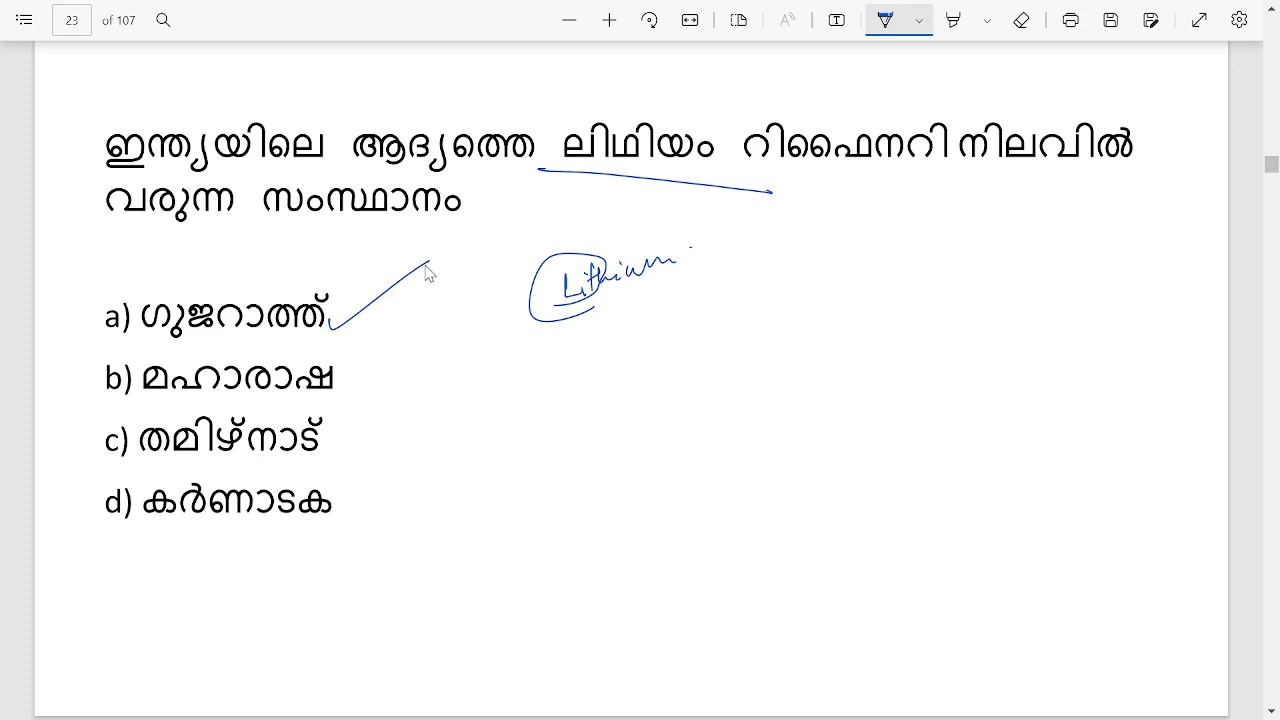 23 of 107
ഇന്ത്യയിലെ ആദ്യത്തെ ലിഥിയം റിഫൈനറി നിലവിൽ
വരുന്ന സംസ്ഥാനം
Lithium
a) ഗുജറാത്ത്
b) മഹാരാഷ
c) തമിഴ്നാട്
d) കർണാടക